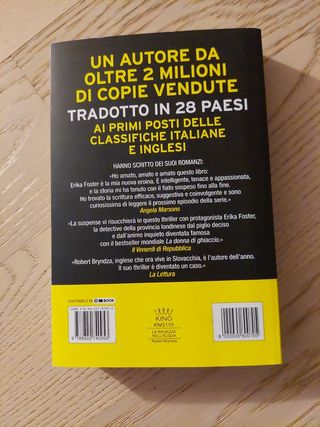 UN AUTORE DA
OLTRE 2 MILIONI
DI COPIE VENDUTE
TRADOTTO IN 28 PAESI
AI PRIMI POSTI DELLE
CLASSIFICHE ITALIANE
E INGLESI
HANNO SCRITTO DEI SUOI ROMANZI:
«Ho amato, amato e amato questo libro:
Erika Foster è la mia nuova eroina. È intelligente, tenace e appassionata,
e la storia mi ha tenuto con il fiato sospeso fino alla fine.
Ho trovato la scrittura efficace, suggestiva e coinvolgente e sono
curiosissima di leggere il prossimo episodio della serie.»
Angela Marsons
«La suspense vi risucchierà in questo thriller con protagonista Erika Foster,
la detective della provincia londinese dal piglio deciso
e dall'animo inquieto diventata famosa
con il bestseller mondiale La donna di ghiaccio.»
Il Venerdì di Repubblica
«Robert Bryndza, inglese che ora vive in Slovacchia, è l'autore dell'anno.
Il suo thriller è diventato un caso.»
La Lettura
DISPONIBILE IN
BOOK
KING
KNG110
LA RAGAZZA
NELL'ACQUA
Robert Bryndza